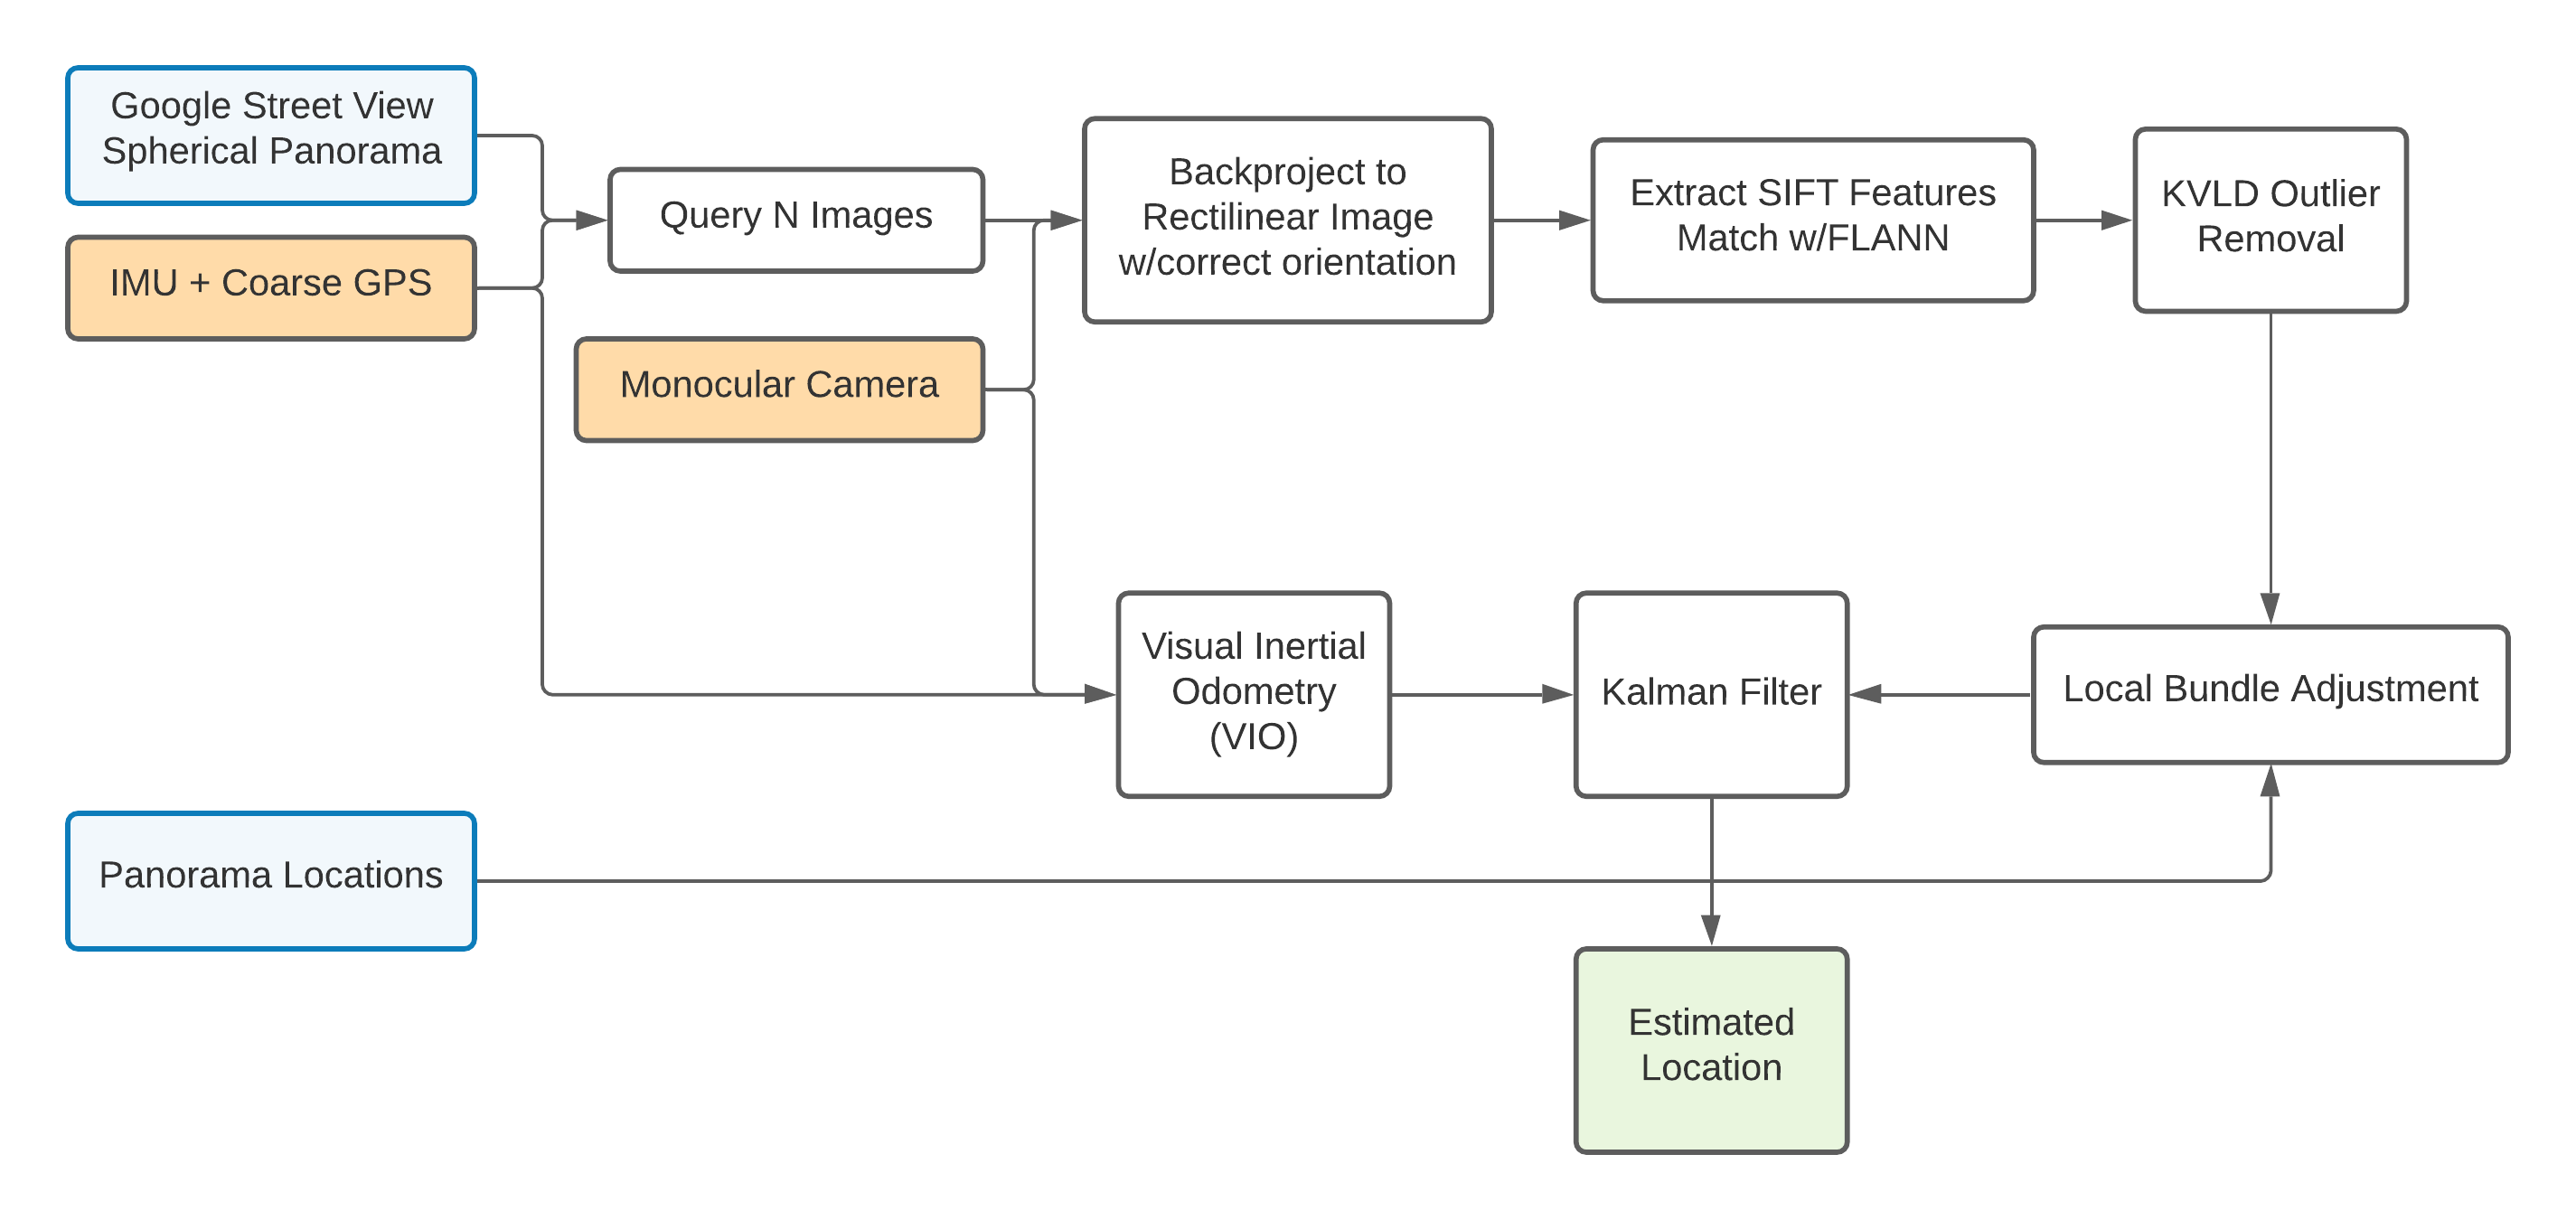 Google Street View
Spherical Panorama
IMU + Coarse GPS
Query N Images
Monocular Camera
Backproject to
Rectilinear Image
w/correct orientation
Extract SIFT Features
Match w/FLANN
KVLD Outlier
Removal
Visual Inertial
Odometry
(VIO)
Kalman Filter
Local Bundle Adjustment
Panorama Locations
Estimated
Location